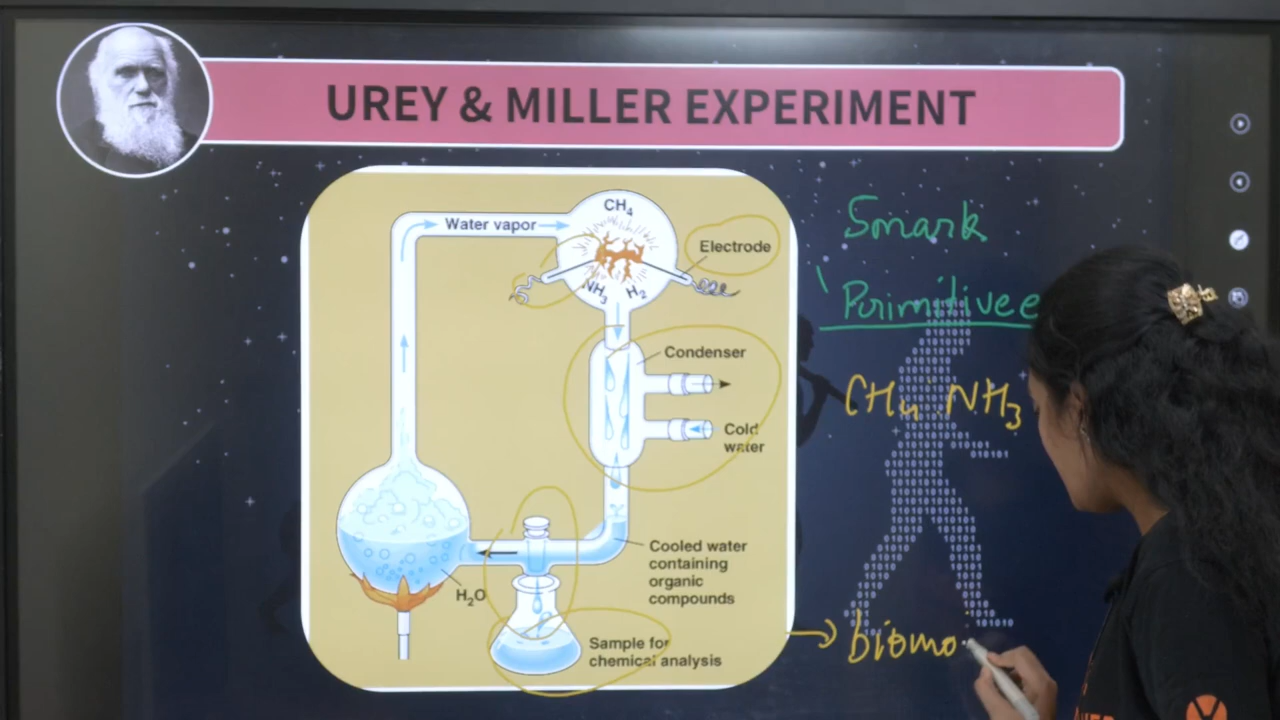 UREY & MILLER EXPERIMENT
CH4
Water vapor
Electrode
NH3 H2
Condenser
Cold
water
Cooled water
containing
organic
compounds
H2O
Sample for
chemical analysis
Smark
Perimitivee
CH4 NH3
biomo